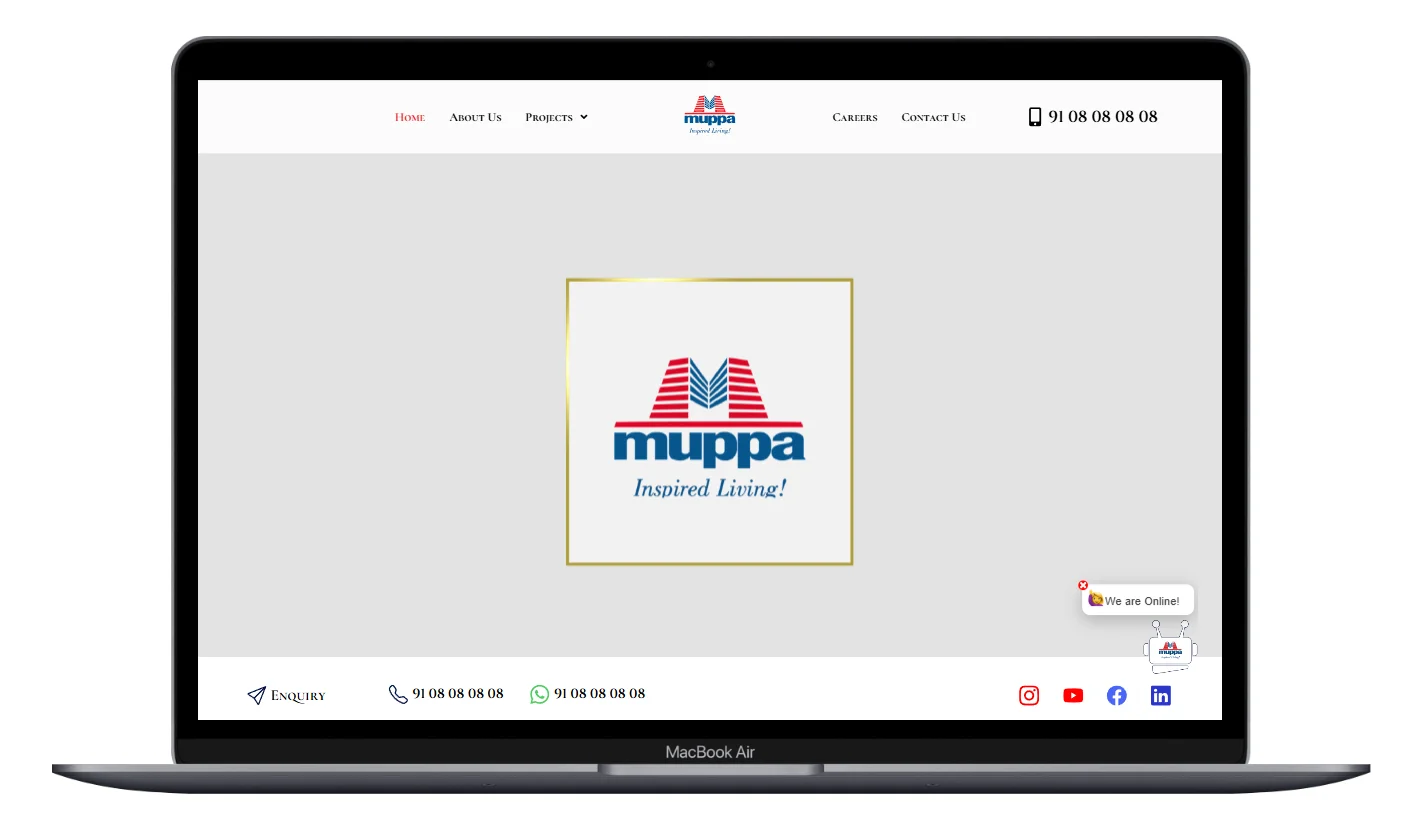 Home About Us Projects muppa Careers Contact Us 91 08 08 08 08
Inspired Living!
muppa
Inspired Living!
We are Online!
muppa
Enquiry 91 08 08 08 08 91 08 08 08 08
MacBook Air